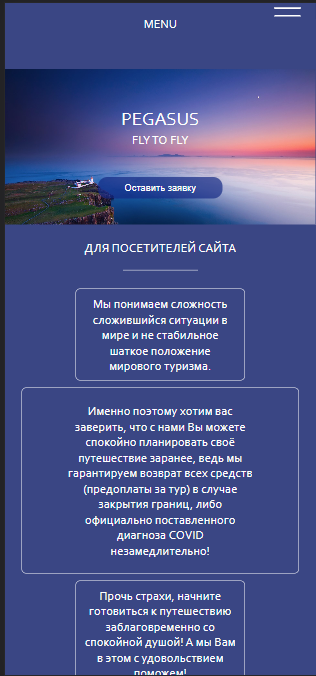 MENU
PEGASUS
FLY TO FLY
Оставить заявку
ДЛЯ ПОСЕТИТЕЛЕЙ САЙТА
Мы понимаем сложность
сложившийся ситуации в
мире и не стабильное
шаткое положение
мирового туризма.
Именно поэтому хотим вас
заверить, что с нами Вы можете
спокойно планировать своё
путешествие заранее, ведь мы
гарантируем возврат всех средств
(предоплаты за тур) в случае
закрытия границ, либо
официально поставленного
диагноза COVID
незамедлительно!
Прочь страхи, начните
готовиться к путешествию
заблаговременно со
спокойной душой! А мы Вам
в этом с удовольствием
поможем!